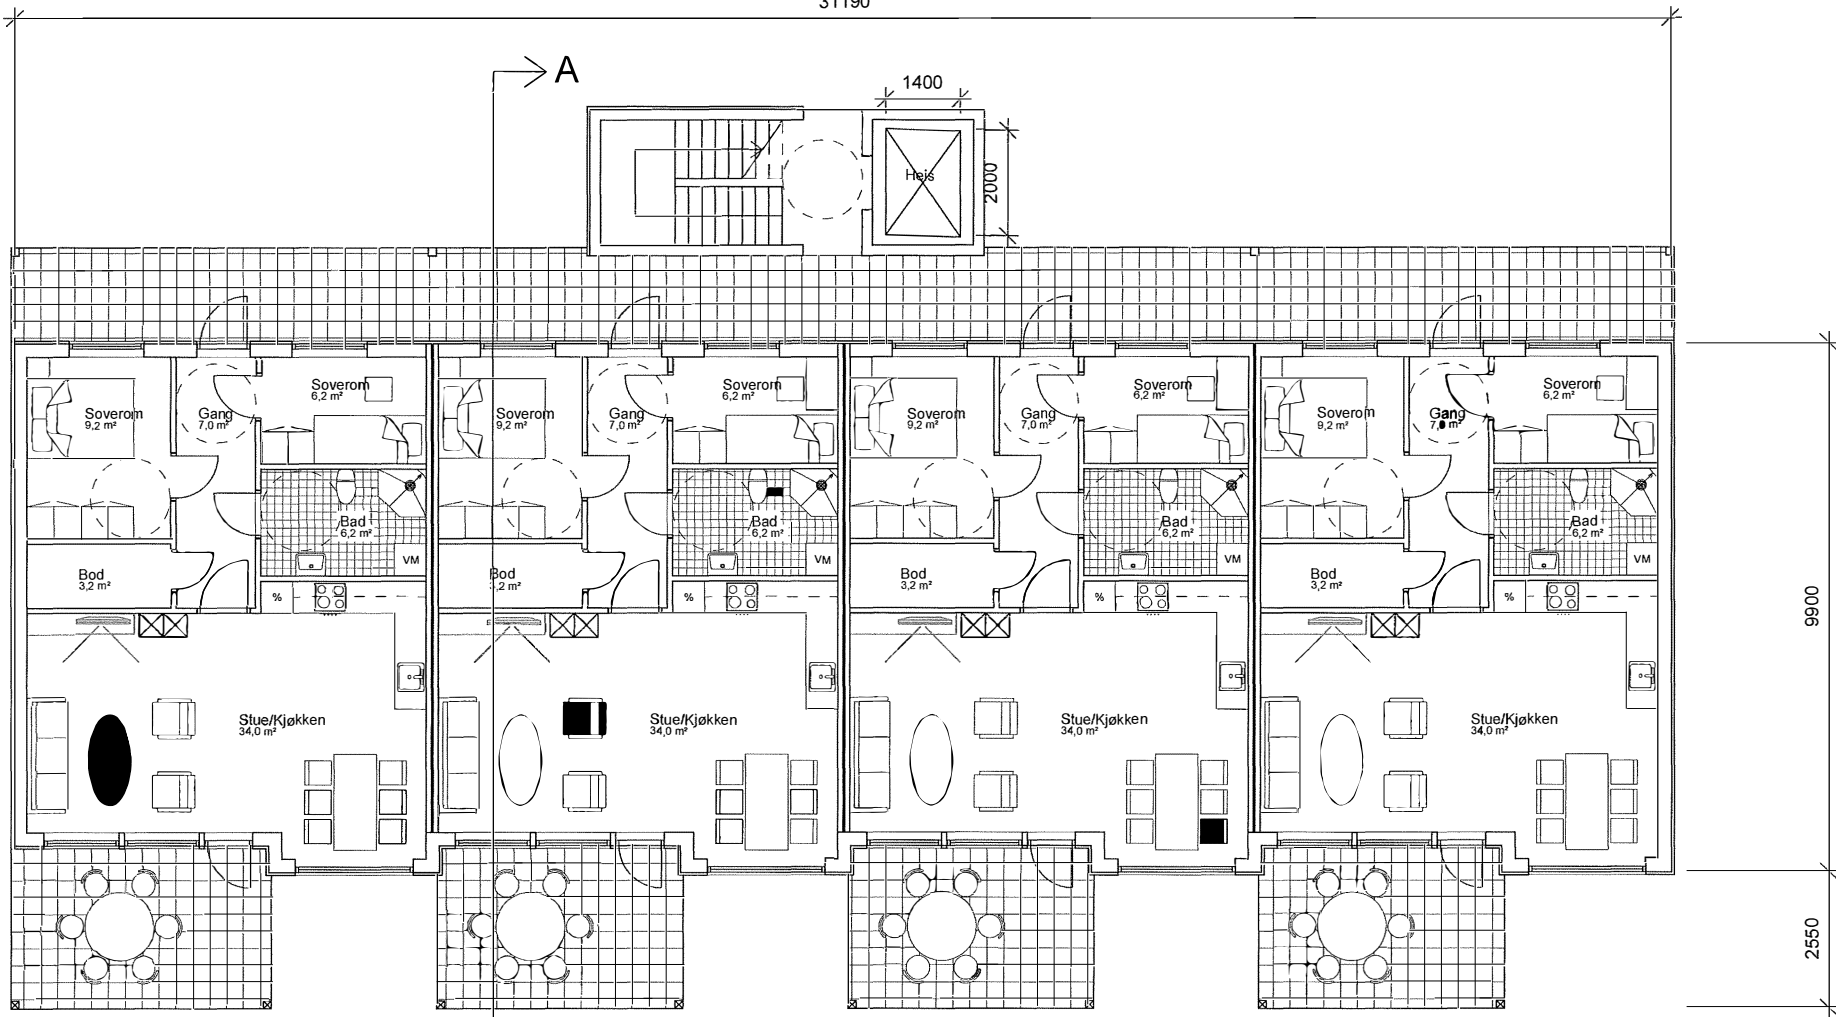 31190
A
1400
Heis
2000
Soverom
9,2 m²
Gang
7,0 m²
Soverom
6,2 m²
Soverom
9,2 m²
Gang
7,0 m²
Soverom
6,2 m²
Soverom
9,2 m²
Gang
7,0 m²
Soverom
6,2 m²
Soverom
9,2 m²
Gang
7,0 m²
Soverom
6,2 m²
Bad
6,2 m²
VM
Bad
6,2 m²
VM
Bad
6,2 m²
VM
Bad
6,2 m²
VM
Bod
3,2 m²
%
Bod
,2 m²
%
Bod
3,2 m²
%
Bod
3,2 m²
%
9900
Stue/Kjøkken
34,0 m²
Stue/Kjøkken
34,0 m²
Stue/Kjøkken
34,0 m²
Stue/Kjøkken
34,0 m²
2550